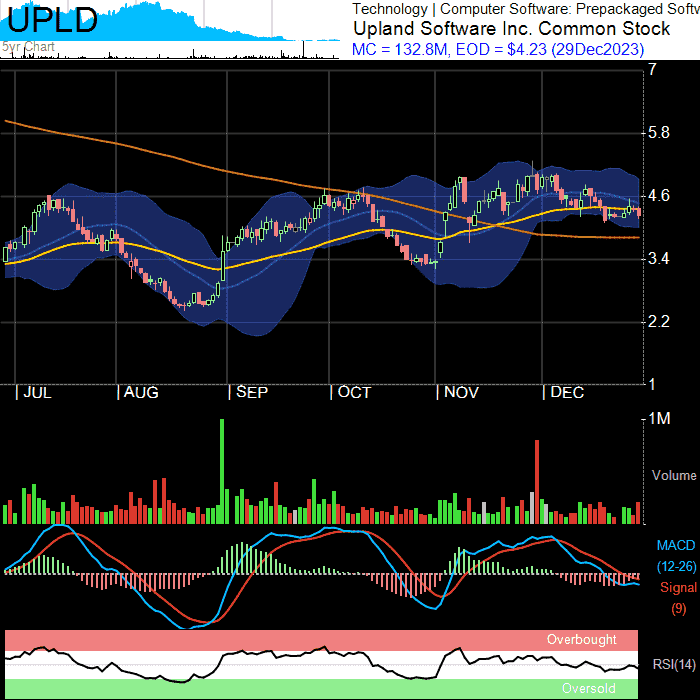 UPLD
5yr Chart
Technology | Computer Software: Prepackaged Softw
Upland Software Inc. Common Stock
MC = 132.8M, EOD = $4.23 (29Dec2023)
7
5.8
4.6
3.4
2.2
1
| JUL | AUG | SEP | OCT | NOV | DEC
1M
Volume
MACD
(12-26)
Signal
(9)
Overbought
RSI(14)
Oversold